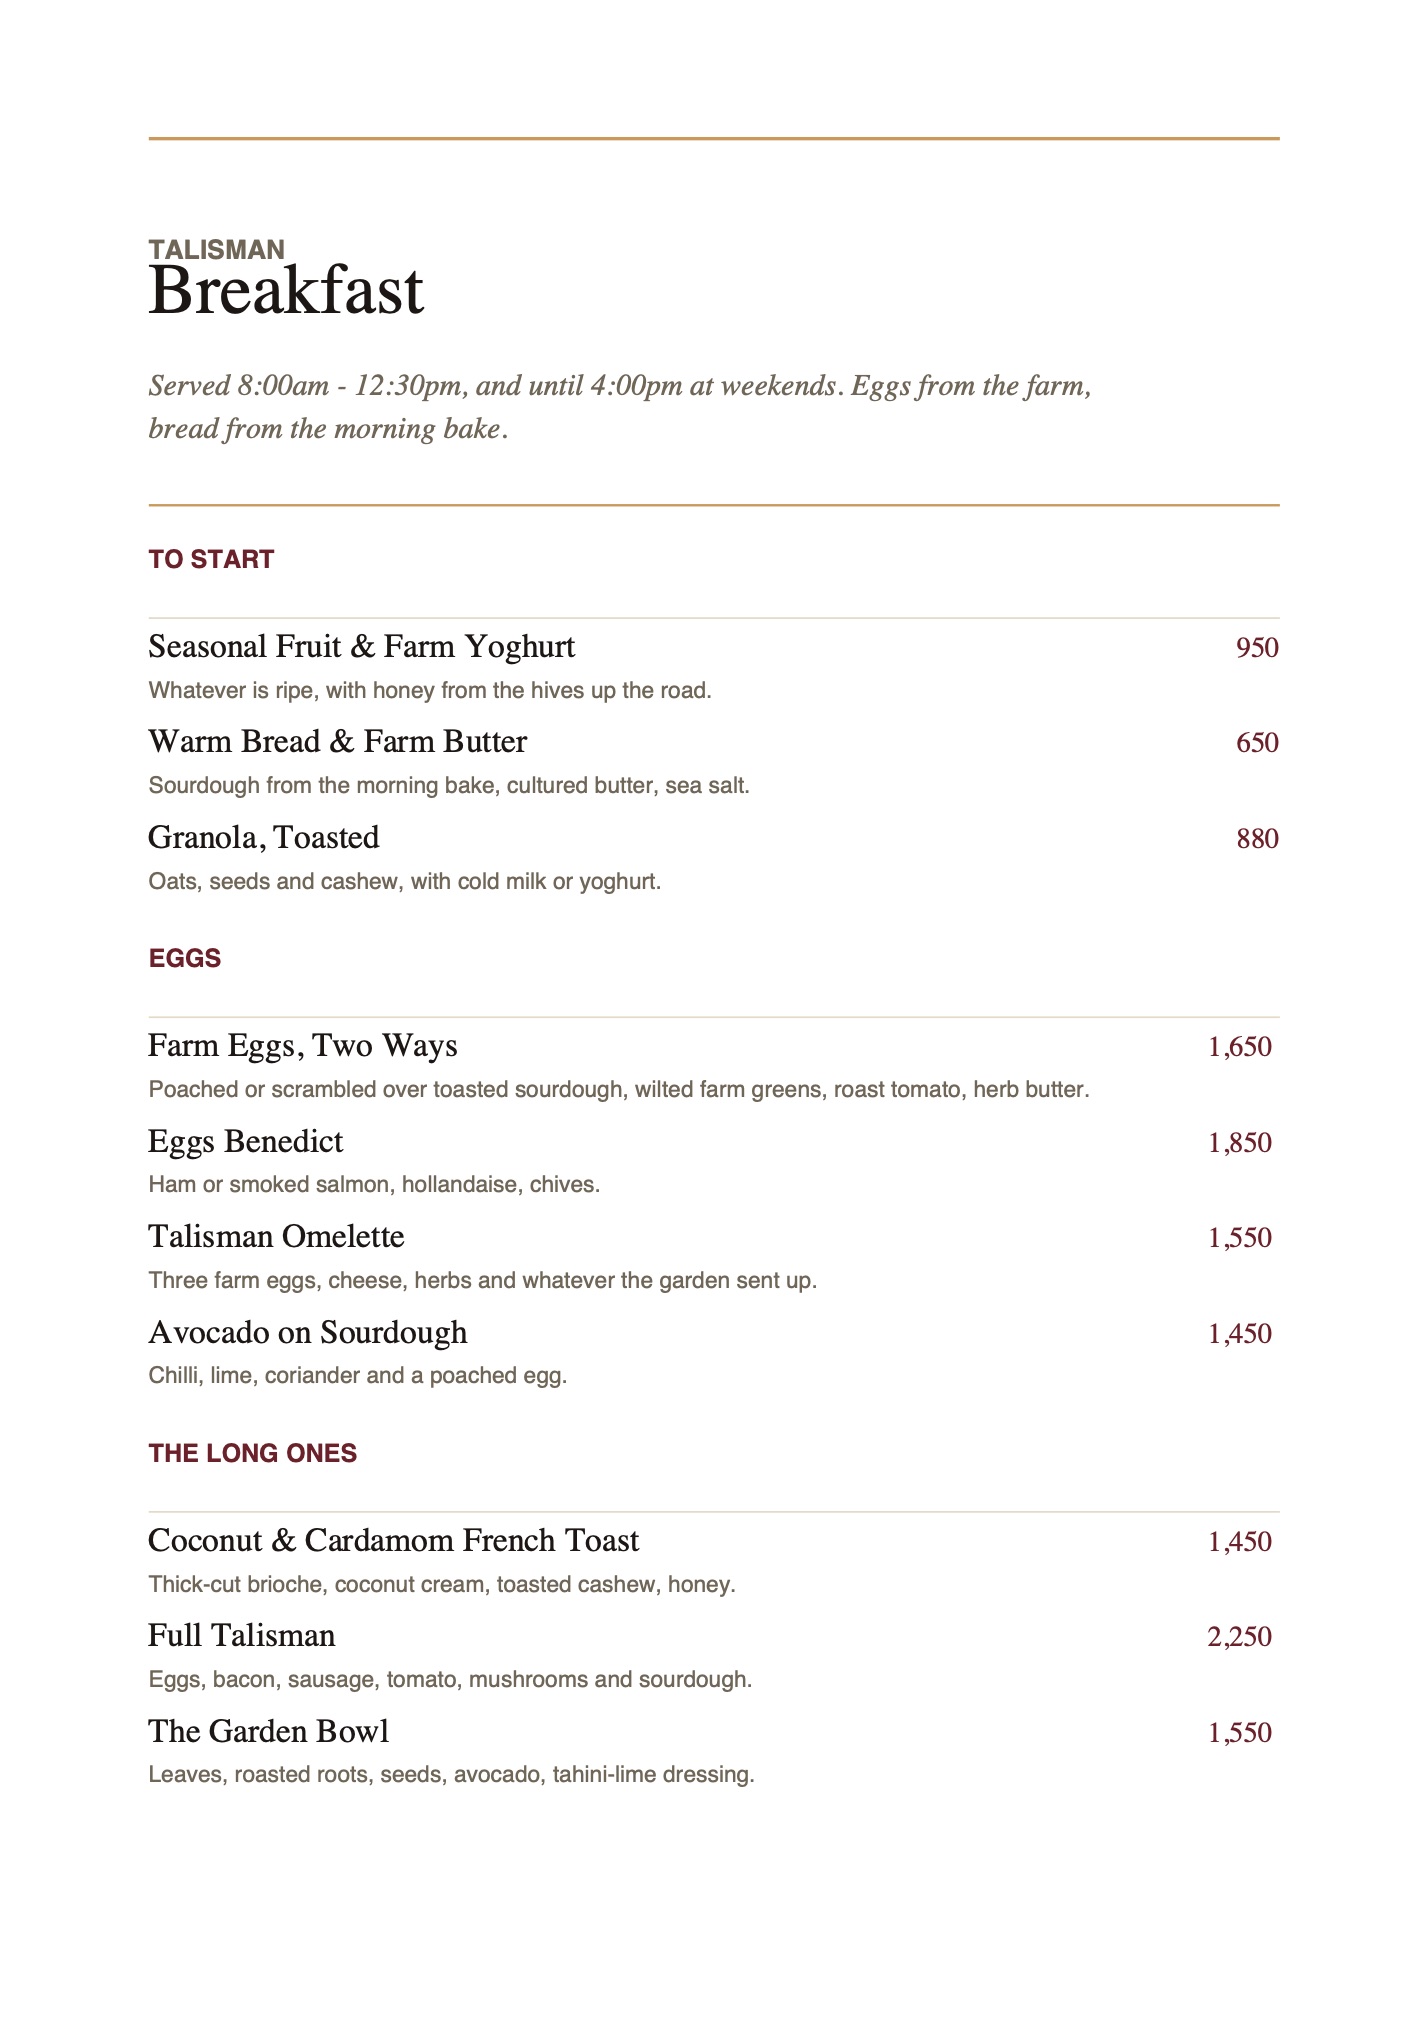 TALISMAN
Breakfast
Served 8:00am - 12:30pm, and until 4:00pm at weekends. Eggs from the farm,
bread from the morning bake.
TO START
Seasonal Fruit & Farm Yoghurt 950
Whatever is ripe, with honey from the hives up the road.
Warm Bread & Farm Butter 650
Sourdough from the morning bake, cultured butter, sea salt.
Granola, Toasted 880
Oats, seeds and cashew, with cold milk or yoghurt.
EGGS
Farm Eggs, Two Ways 1,650
Poached or scrambled over toasted sourdough, wilted farm greens, roast tomato, herb butter.
Eggs Benedict 1,850
Ham or smoked salmon, hollandaise, chives.
Talisman Omelette 1,550
Three farm eggs, cheese, herbs and whatever the garden sent up.
Avocado on Sourdough 1,450
Chilli, lime, coriander and a poached egg.
THE LONG ONES
Coconut & Cardamom French Toast 1,450
Thick-cut brioche, coconut cream, toasted cashew, honey.
Full Talisman 2,250
Eggs, bacon, sausage, tomato, mushrooms and sourdough.
The Garden Bowl 1,550
Leaves, roasted roots, seeds, avocado, tahini-lime dressing.